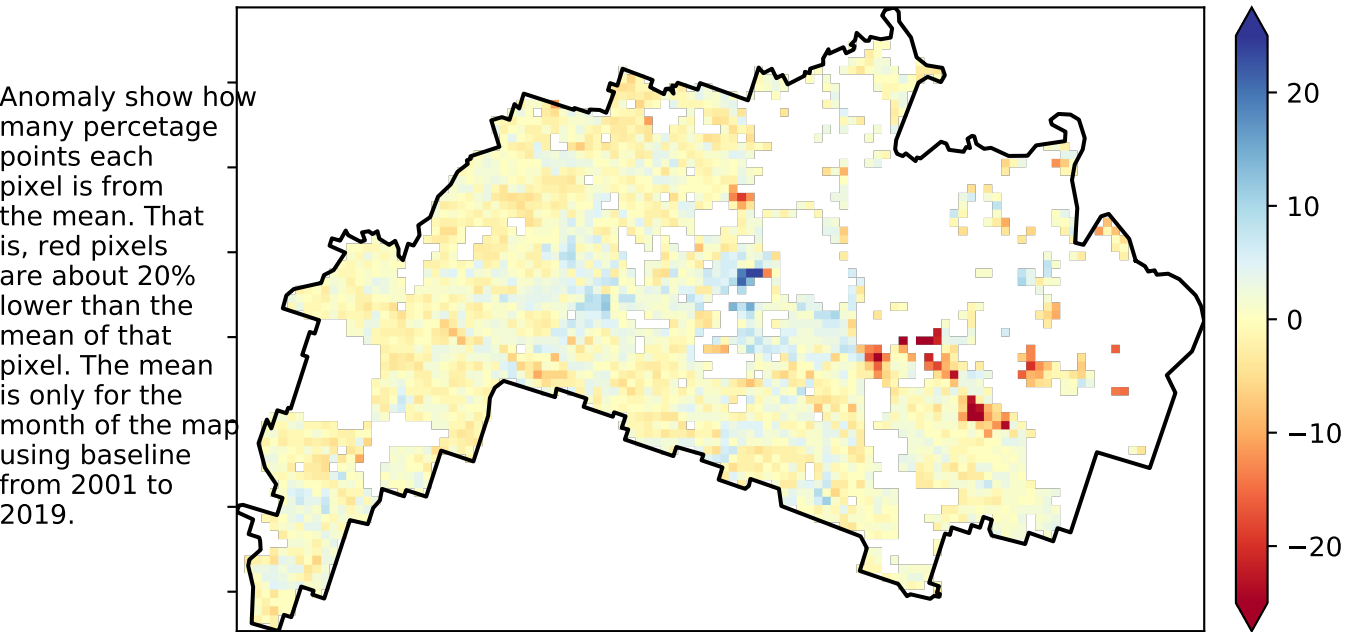 Anomaly show how
many percetage
points each
pixel is from
the mean. That
is, red pixels
are about 20%
lower than the
mean of that
pixel. The mean
is only for the
month of the map
using baseline
from 2001 to
2019.
20
10
0
−10
−20